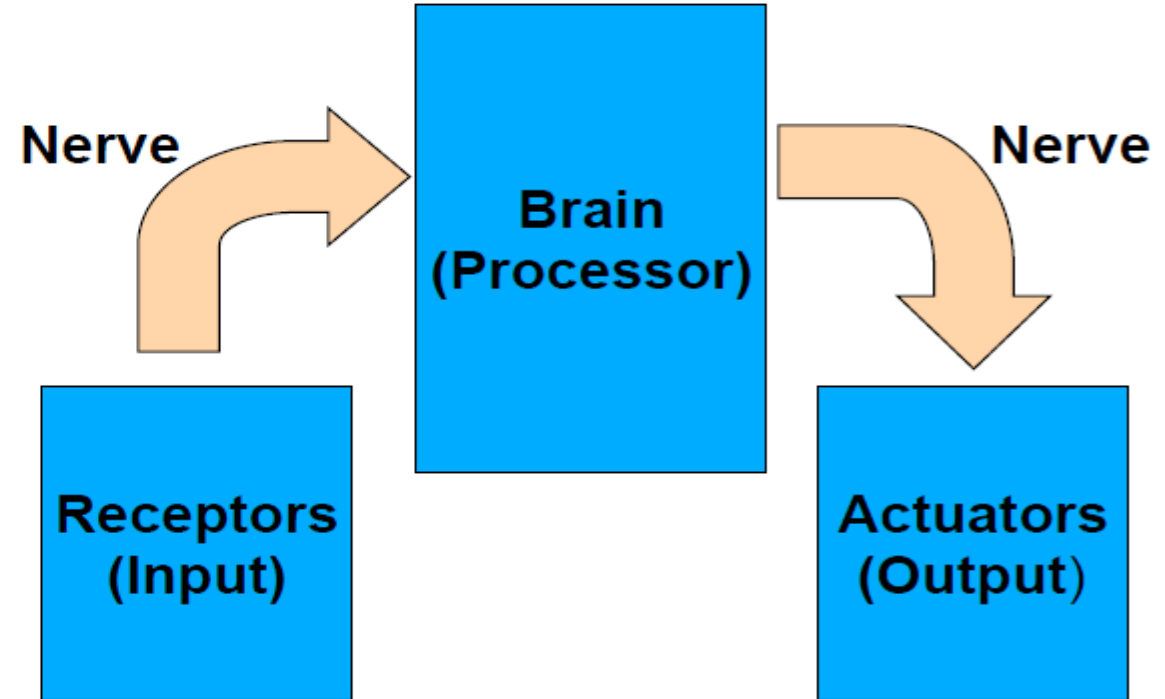 Nerve
Nerve
Brain
(Processor)
Receptors
(Input)
Actuators
(Output)